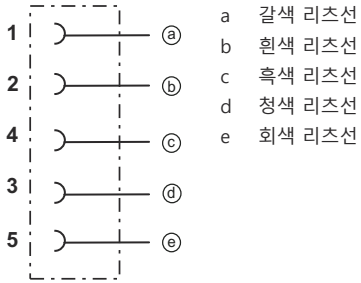 1 ⓐ
2 ⓑ
4 ⓒ
3 ⓓ
5 ⓔ
a 갈색 리츠선
b 흰색 리츠선
c 흑색 리츠선
d 청색 리츠선
e 회색 리츠선